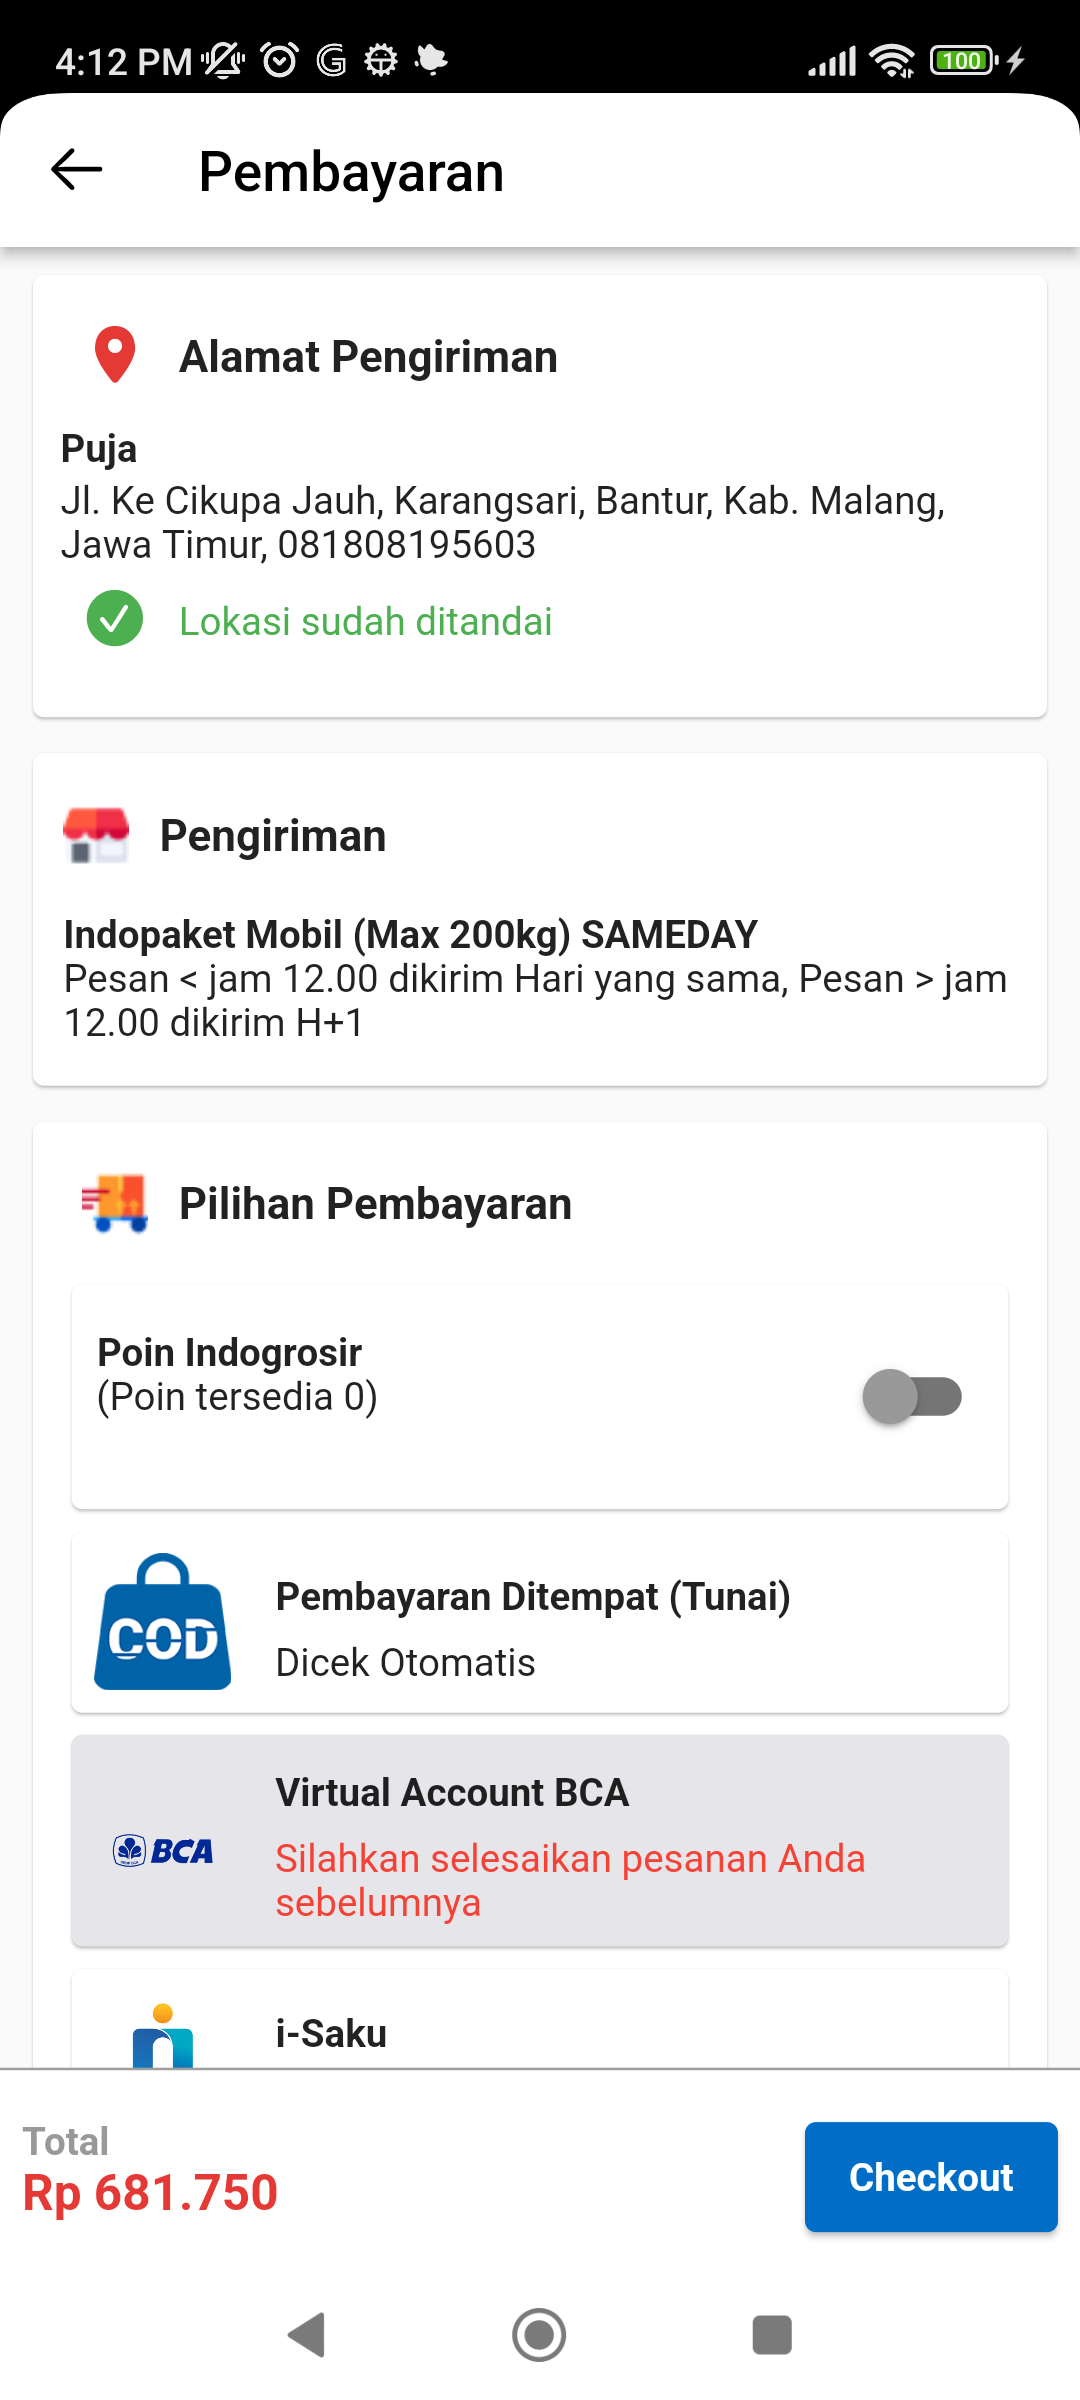 4:12 PM
100
Pembayaran
Alamat Pengiriman
Puja
Jl. Ke Cikupa Jauh, Karangsari, Bantur, Kab. Malang,
Jawa Timur, 081808195603
Lokasi sudah ditandai
Pengiriman
Indopaket Mobil (Max 200kg) SAMEDAY
Pesan < jam 12.00 dikirim Hari yang sama, Pesan > jam
12.00 dikirim H+1
Pilihan Pembayaran
Poin Indogrosir
(Poin tersedia 0)
COD
Pembayaran Ditempat (Tunai)
Dicek Otomatis
BCA
Virtual Account BCA
Silahkan selesaikan pesanan Anda
sebelumnya
i-Saku
Total
Rp 681.750
Checkout